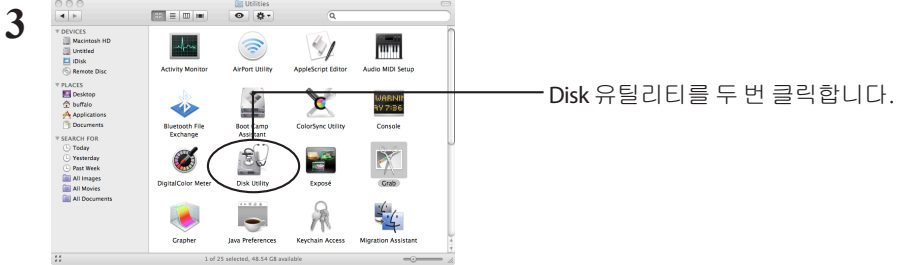 3
Utilities
DEVICES
Macintosh HD
Untitled
iDisk
Remote Disc
PLACES
Desktop
buffalo
Applications
Documents
SEARCH FOR
Today
Yesterday
Past Week
All Images
All Movies
All Documents
Activity Monitor
AirPort Utility
AppleScript Editor
Audio MIDI Setup
Bluetooth File Exchange
Boot Camp Assistant
ColorSync Utility
WARNIN
AY 7:36
Console
DigitalColor Meter
Disk Utility
Exposé
Grab
Grapher
Java Preferences
Keychain Access
Migration Assistant
1 of 25 selected, 48.54 GB available
Disk 유틸리티를 두 번 클릭합니다.